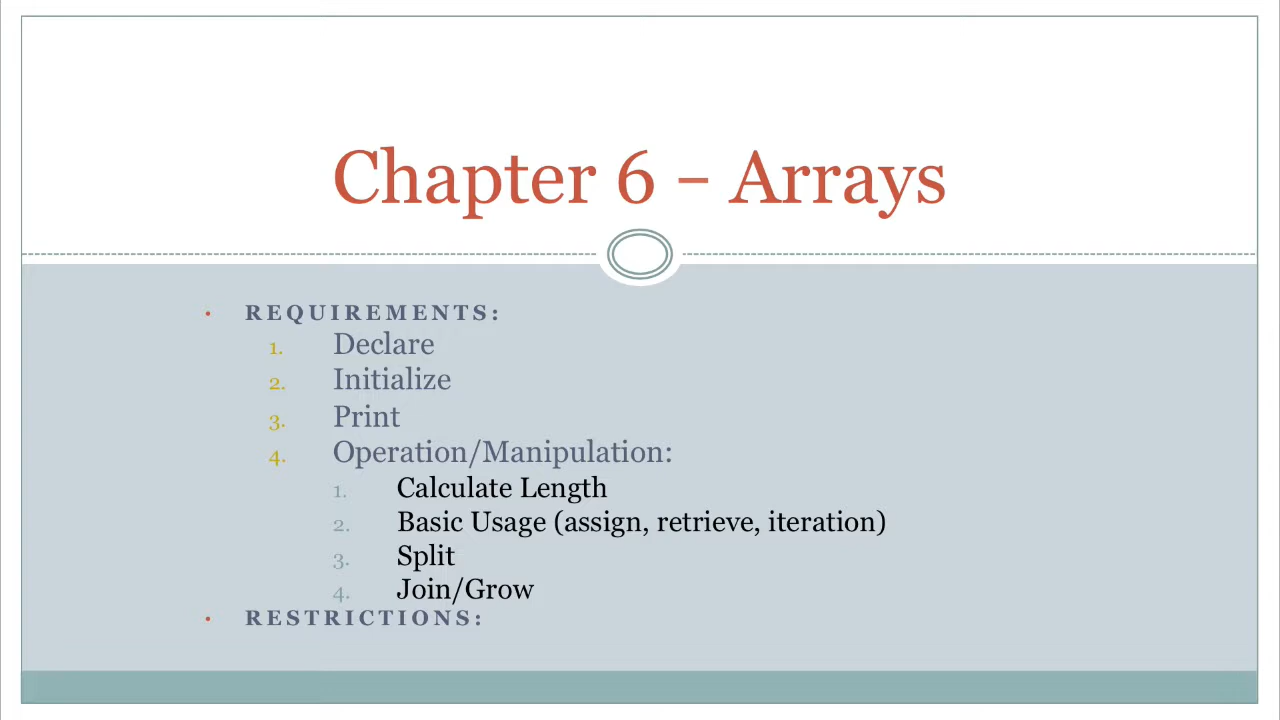 Chapter 6 – Arrays
• REQUIREMENTS:
1. Declare
2. Initialize
3. Print
4. Operation/Manipulation:
1. Calculate Length
2. Basic Usage (assign, retrieve, iteration)
3. Split
4. Join/Grow
• RESTRICTIONS: